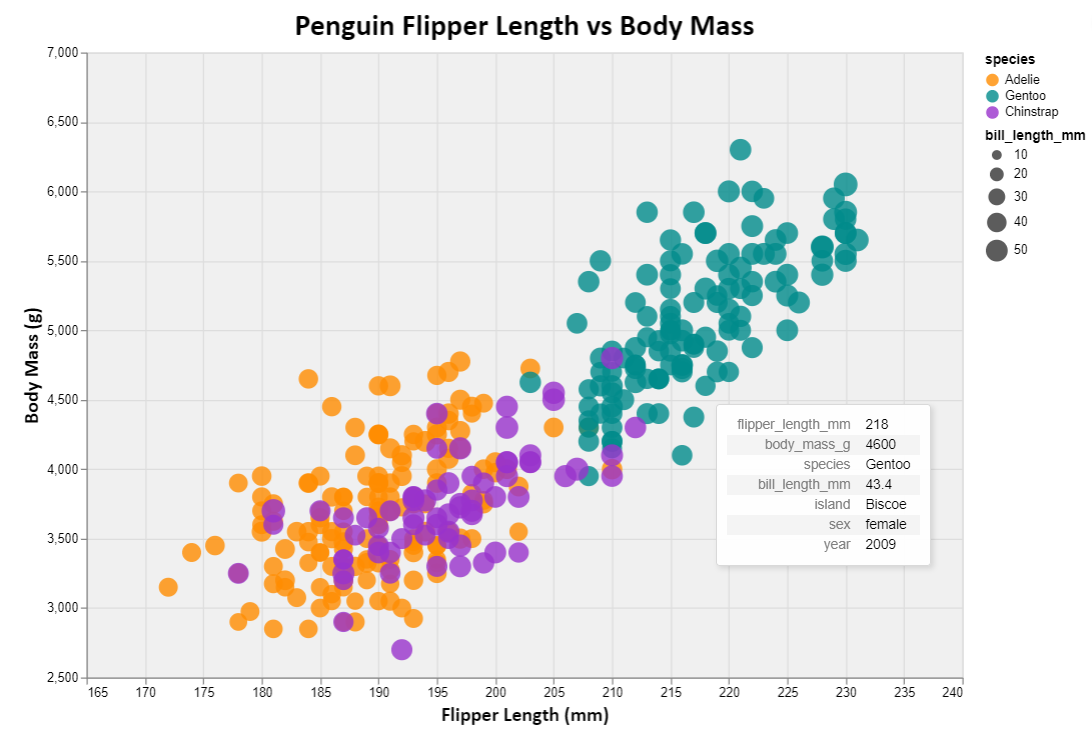 Penguin Flipper Length vs Body Mass
7,000
6,500
6,000
5,500
5,000
4,500
4,000
3,500
3,000
2,500
Body Mass (g)
165 170 175 180 185 190 195 200 205 210 215 220 225 230 235 240
Flipper Length (mm)
species
Adelie
Gentoo
Chinstrap
bill_length_mm
10
20
30
40
50
flipper_length_mm 218
body_mass_g 4600
species Gentoo
bill_length_mm 43.4
island Biscoe
sex female
year 2009